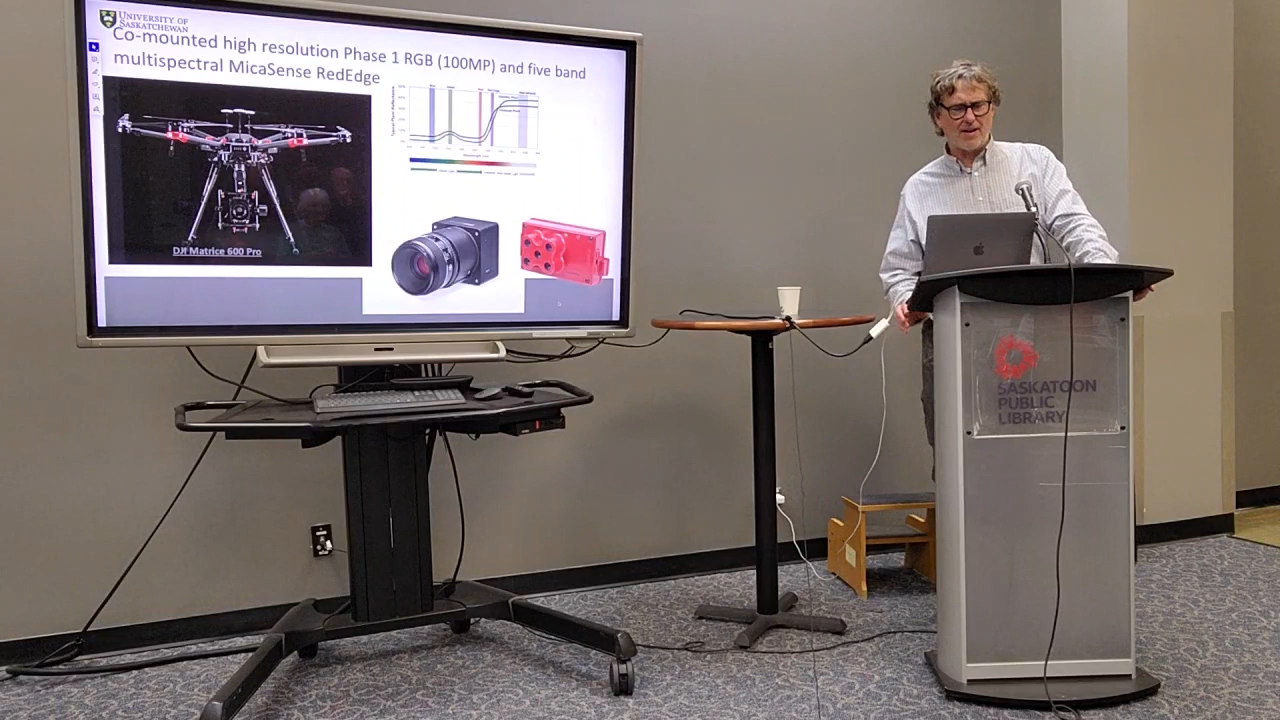 UNIVERSITY OF
SASKATCHEWAN
Co-mounted high resolution Phase 1 RGB (100MP) and five band
multispectral MicaSense RedEdge
DJI Matrice 600 Pro
SASKATOON
PUBLIC
LIBRARY